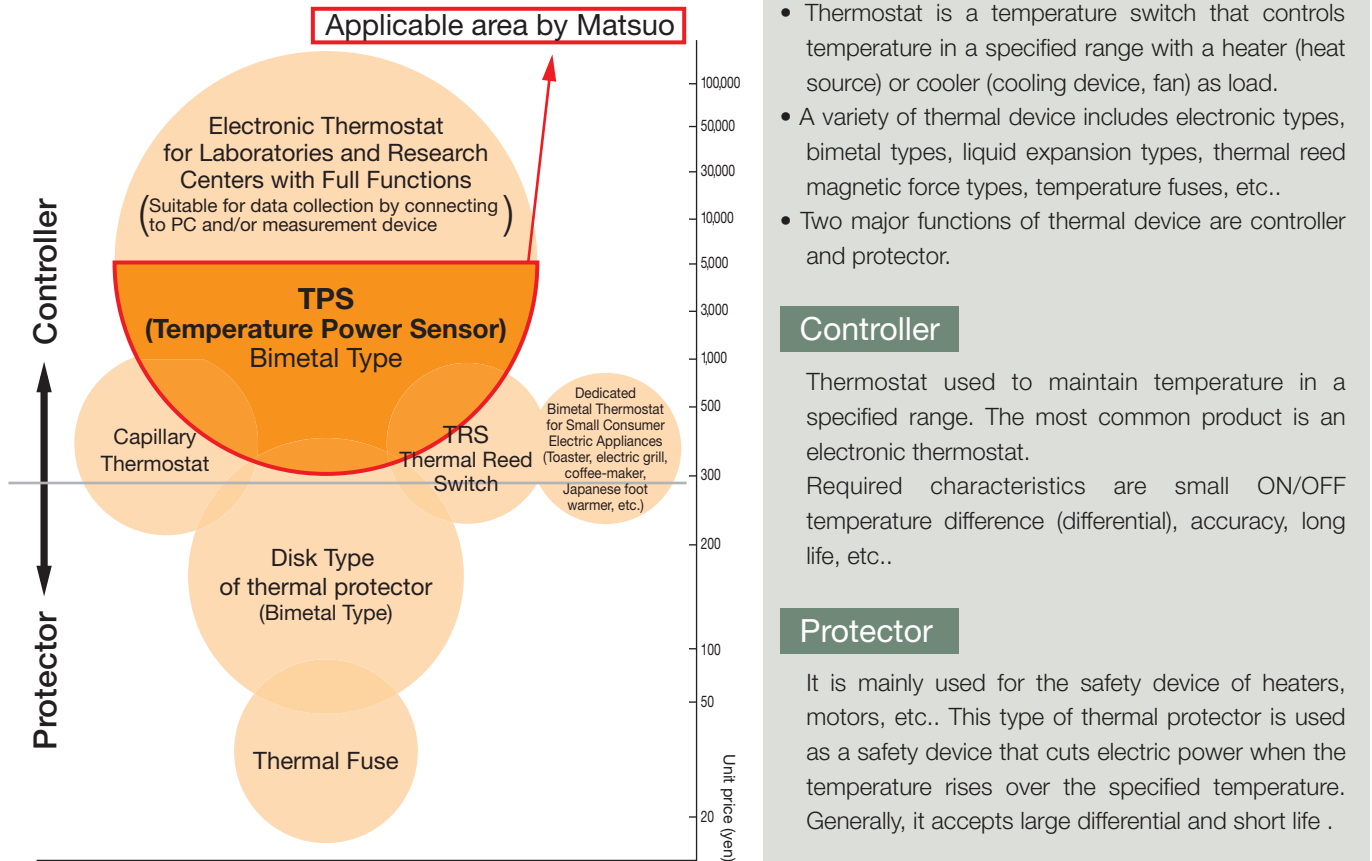 Applicable area by Matsuo
Electronic Thermostat
for Laboratories and Research
Centers with Full Functions
(Suitable for data collection by connecting
to PC and/or measurement device)
TPS
(Temperature Power Sensor)
Bimetal Type
Capillary
Thermostat
TRS
Thermal Reed
Switch
Dedicated
Bimetal Thermostat
for Small Consumer
Electric Appliances
(Toaster, electric grill,
coffee-maker,
Japanese foot
warmer, etc.)
Disk Type
of thermal protector
(Bimetal Type)
Thermal Fuse
Controller
Protector
100,000
50,000
30,000
10,000
5,000
3,000
1,000
500
300
200
100
50
20
Unit price (yen)
• Thermostat is a temperature switch that controls
temperature in a specified range with a heater (heat
source) or cooler (cooling device, fan) as load.
• A variety of thermal device includes electronic types,
bimetal types, liquid expansion types, thermal reed
magnetic force types, temperature fuses, etc..
• Two major functions of thermal device are controller
and protector.
Controller
Thermostat used to maintain temperature in a
specified range. The most common product is an
electronic thermostat.
Required characteristics are small ON/OFF
temperature difference (differential), accuracy, long
life, etc..
Protector
It is mainly used for the safety device of heaters,
motors, etc.. This type of thermal protector is used
as a safety device that cuts electric power when the
temperature rises over the specified temperature.
Generally, it accepts large differential and short life .